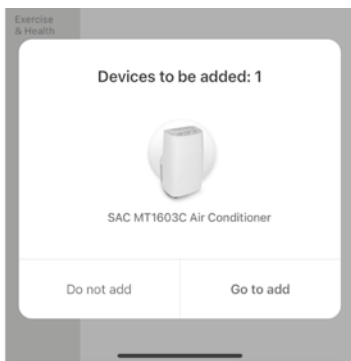 Exercise
& Health
Devices to be added: 1
SAC MT1603C Air Conditioner
Do not add
Go to add